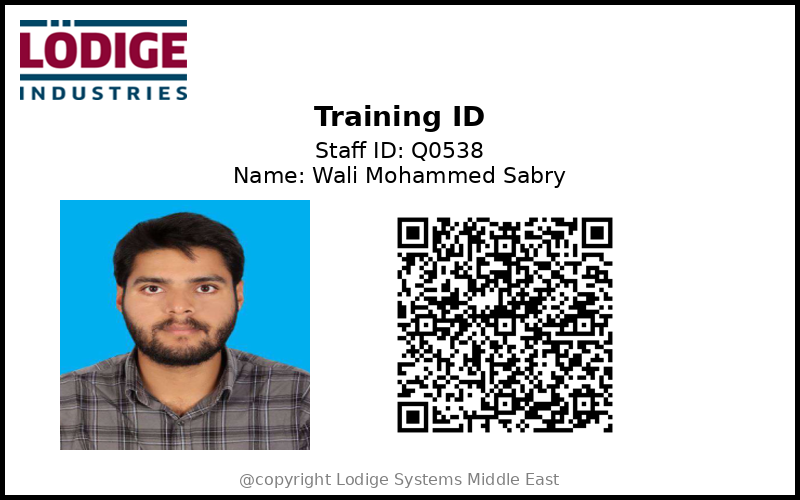 LÖDIGE
INDUSTRIES
Training ID
Staff ID: Q0538
Name: Wali Mohammed Sabry
@copyright Lodige Systems Middle East